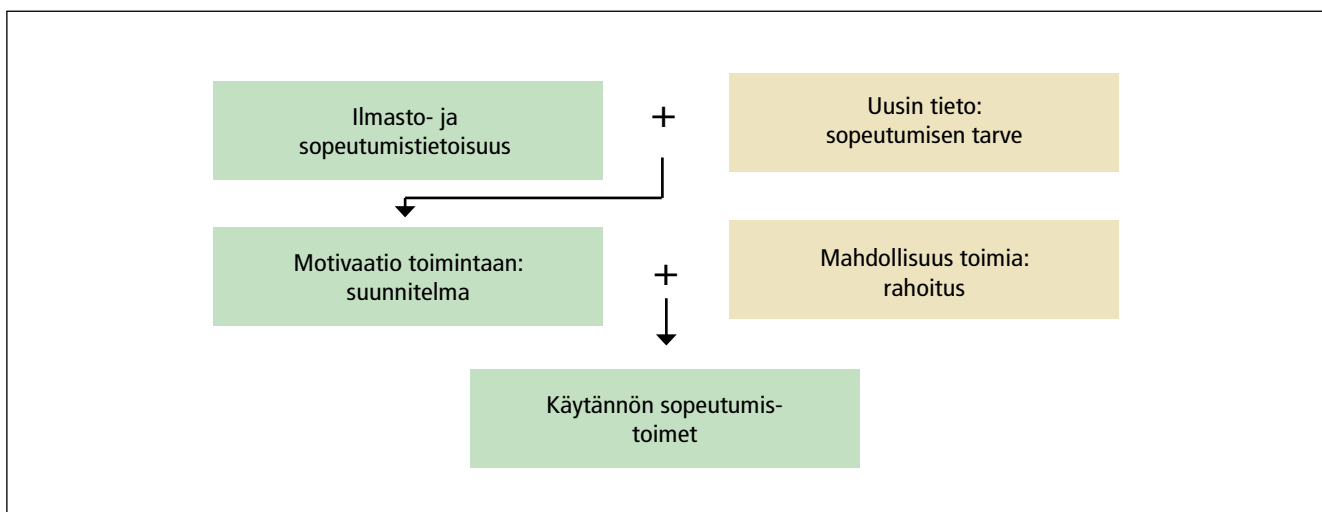 Ilmasto- ja
sopeutumistietoisuus
+
Uusin tieto:
sopeutumisen tarve
Motivaatio toimintaan:
suunnitelma
+
Mahdollisuus toimia:
rahoitus
Käytännön sopeutumis-
toimet